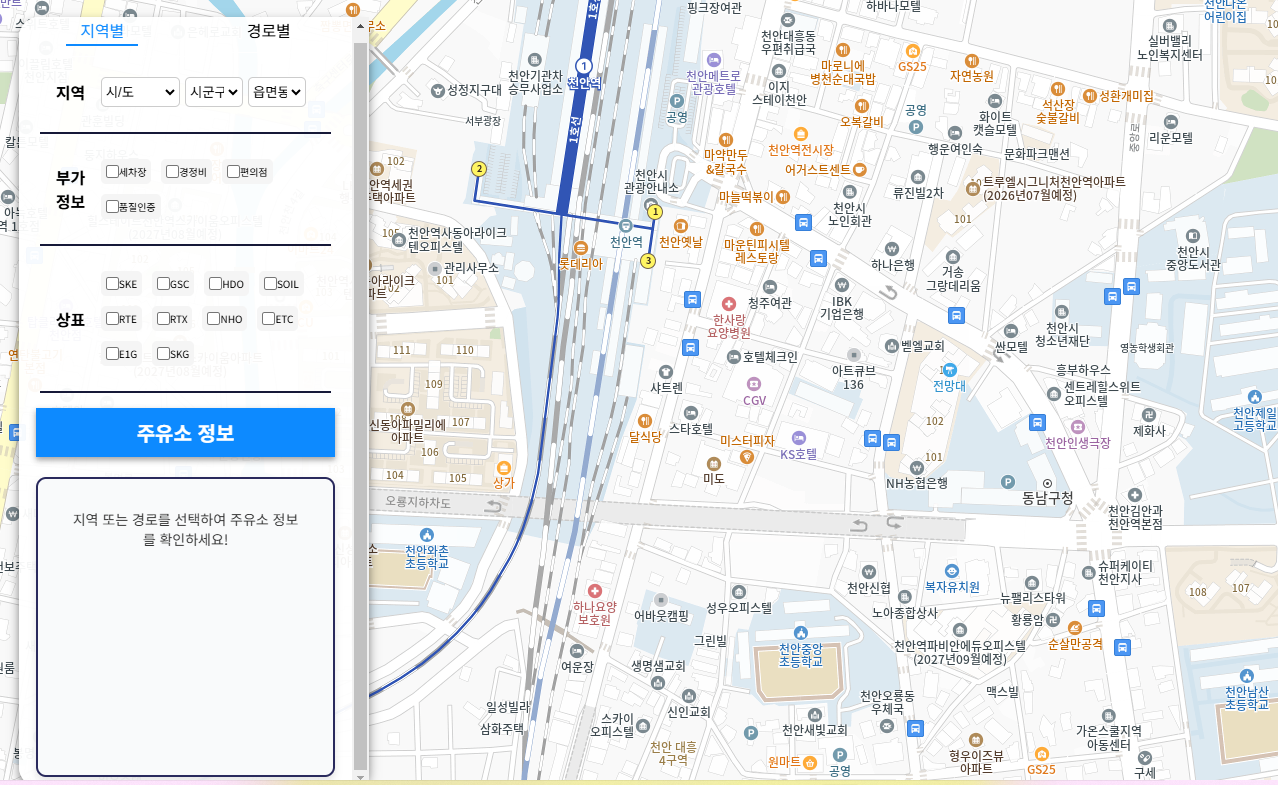 지역별
경로별
지역
시/도
시군구
읍면동
부가
정보
세차장
경정비
편의점
품질인증
상표
SKE
GSC
HDO
SOIL
RTE
RTX
NHO
ETC
E1G
SKG
주유소 정보
지역 또는 경로를 선택하여 주유소 정보
를 확인하세요!
핑크장여관
하바나모텔
천안나온
어린이집
1호선
천안대흥동
우편취급국
마로니에
병천순대국밥
GS25
실버밸리
노인복지센터
자연농원
천안기관차
승무사업소
1
천안역
천안메트로
관광호텔
이지
스테이천안
성정지구대
서부광장
1호선
공영
오복갈비
공영
화이트
캣슬모텔
석산장
숯불갈비
성환개미집
중앙로
리운모텔
천안역전시장
행운여인숙
문화파크맨션
마약만두
&칼국수
어거스트센트
102
2
천안시
관광안내소
마늘떡볶이
류진빌2차
트루엘시그니처천안역아파트
(2026년07월예정)
101
1
천안시
노인회관
천안역
천안옛날
마운틴피시텔
레스토랑
3
천안역사동아라이크
텐오피스텔
관리사무소
101
롯데리아
하나은행
거송
그랑데리움
천안시
중앙도서관
청주여관
IBK
기업은행
한사랑
요양병원
싼모텔
천안시
청소년재단
영농학생회관
111
110
109
107
106
105
104
호텔체크인
아트큐브
136
벧엘교회
전망대
흥부하우스
센트레힐스위트
오피스텔
샤트렌
CGV
102
101
천안제일
고등학교
신동아파밀리에
아파트
달식당
스타호텔
미스터피자
KS호텔
천안인생극장
제화사
상가
미도
NH농협은행
동남구청
천안김안과
천안역본점
오룡지하차도
천안와촌
초등학교
하나요양
보호원
어바웃캠핑
성우오피스텔
천안신협
복자유치원
노아종합상사
뉴팰리스타워
슈퍼케이티
천안지사
108
107
황룡암
순살만공격
그린빌
천안중앙
초등학교
천안역파비안에듀오피스텔
(2027년09월예정)
여운장
생명샘교회
신인교회
일성빌라
삼화주택
스카이
오피스텔
천안 대흥
4구역
천안오룡동
우체국
맥스빌
천안남산
초등학교
천안새빛교회
가온스쿨지역
아동센터
원마트
공영
형우이즈뷰
아파트
GS25
구세